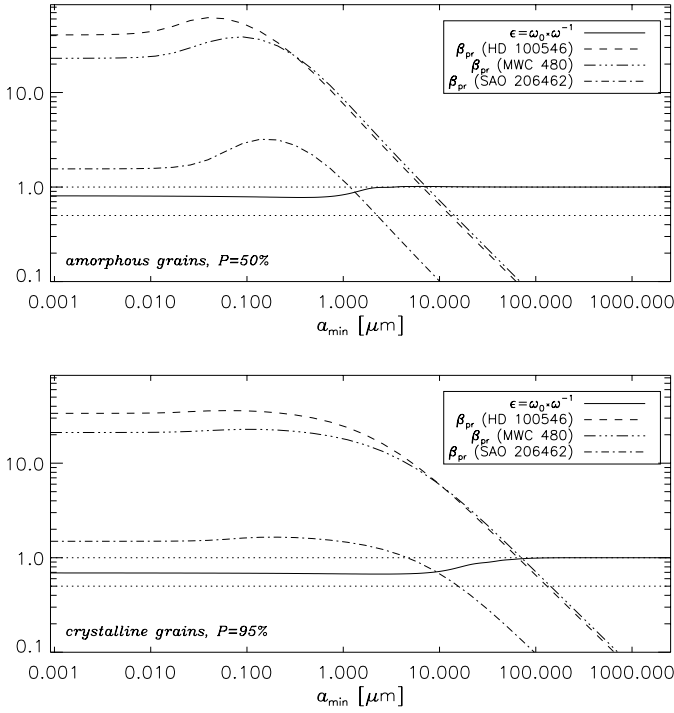 ϵ=ω₀*ω⁻¹
β_pr (HD 100546)
β_pr (MWC 480)
β_pr (SAO 206462)
10.0
1.0
0.1
amorphous grains, P=50%
0.001 0.010 0.100 1.000 10.000 100.000 1000.000
a_min [μm]
ϵ=ω₀*ω⁻¹
β_pr (HD 100546)
β_pr (MWC 480)
β_pr (SAO 206462)
10.0
1.0
0.1
crystalline grains, P=95%
0.001 0.010 0.100 1.000 10.000 100.000 1000.000
a_min [μm]